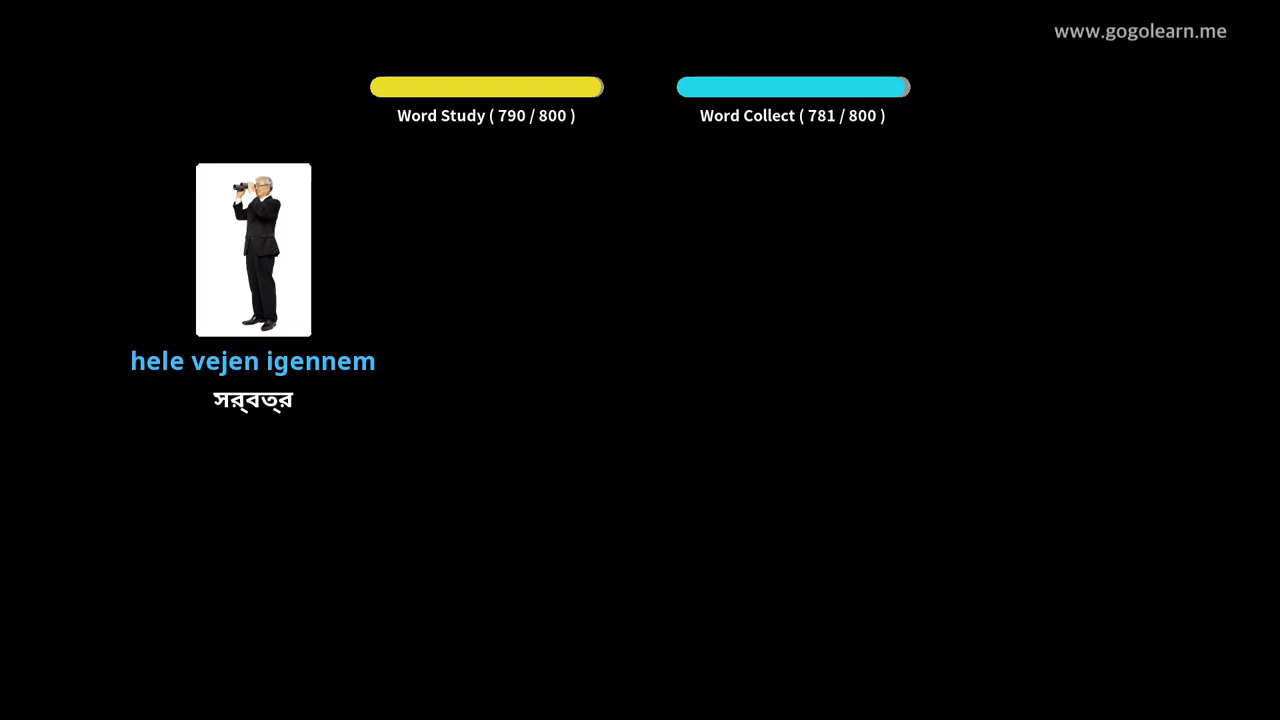 www.gogolearn.me
Word Study ( 790 / 800 )
Word Collect ( 781 / 800 )
hele vejen igennem
সর্বত্র